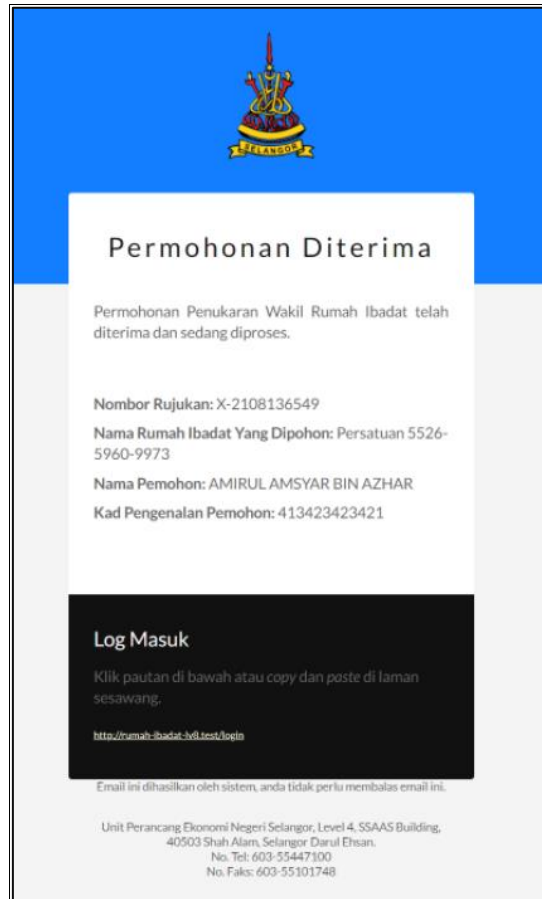 SELANGOR
Permohonan Diterima
Permohonan Penukaran Wakil Rumah Ibadat telah
diterima dan sedang diproses.
Nombor Rujukan: X-2108136549
Nama Rumah Ibadat Yang Dipohon: Persatuan 5526-
5960-9973
Nama Pemohon: AMIRUL AMSYAR BIN AZHAR
Kad Pengenalan Pemohon: 413423423421
Log Masuk
Klik pautan di bawah atau copy dan paste di laman
sesawang.
http://rumah-ibadat-lv8.test/login
Email ini dihasilkan oleh sistem, anda tidak perlu membalas email ini.
Unit Perancang Ekonomi Negeri Selangor, Level 4, SSAAS Building,
40503 Shah Alam, Selangor Darul Ehsan.
No. Tel: 603-55447100
No. Faks: 603-55101748